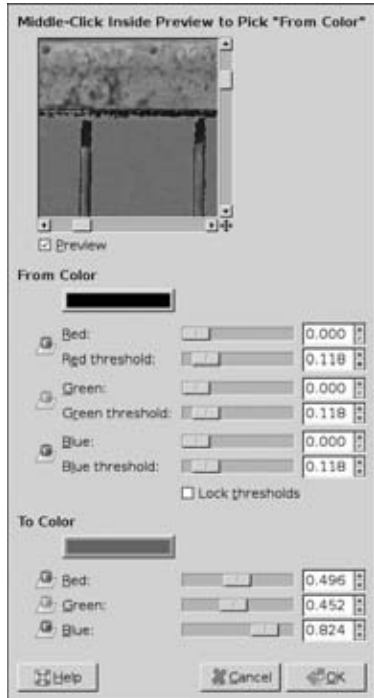 Middle-Click Inside Preview to Pick "From Color"
Preview
From Color
Red: 0.000
Red threshold: 0.118
Green: 0.000
Green threshold: 0.118
Blue: 0.000
Blue threshold: 0.118
Lock thresholds
To Color
Red: 0.496
Green: 0.452
Blue: 0.824
Help Cancel OK